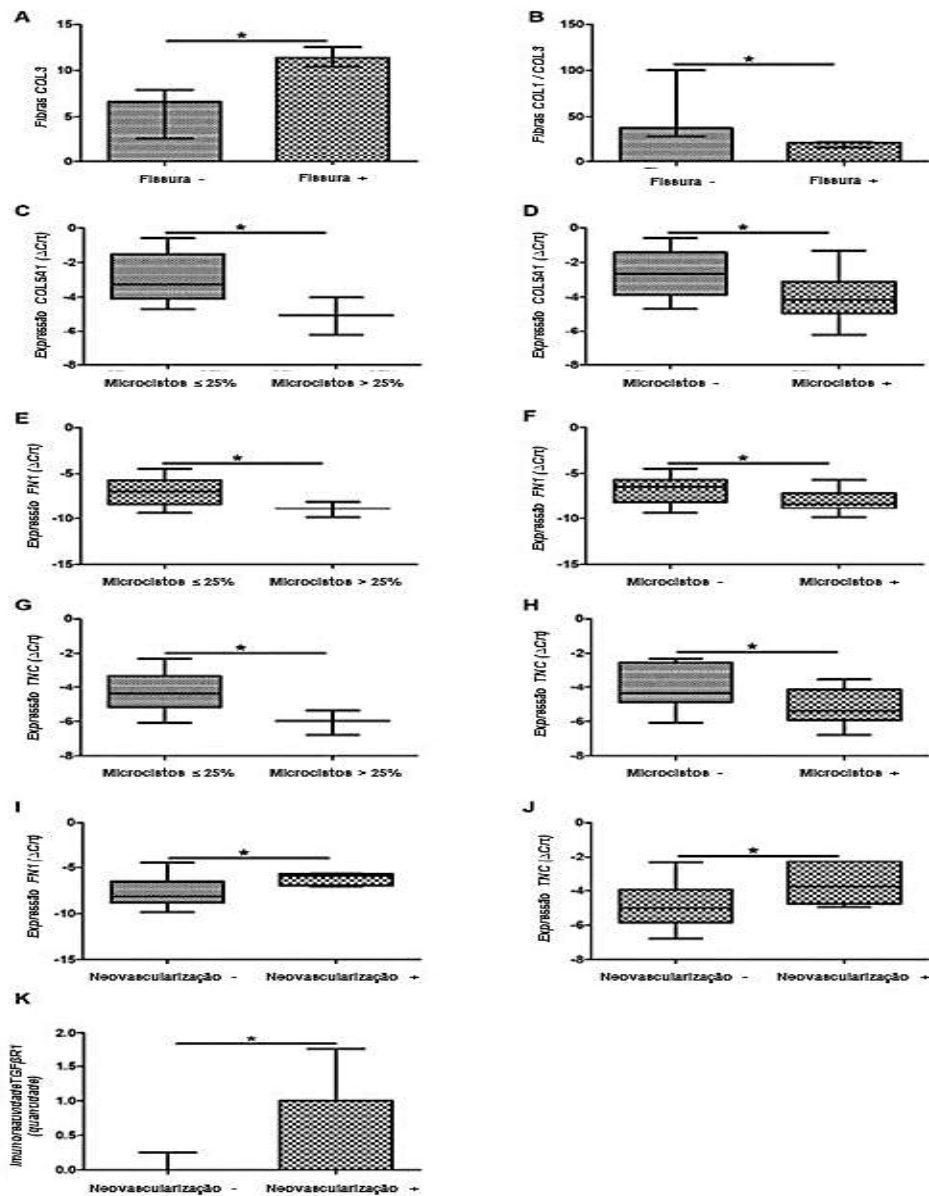 A
15
10
5
0
Fibras COL3
*
Fissura -
Fissura +
B
150
100
50
0
Fibras COL1 / COL3
*
Fissura -
Fissura +
C
0
-2
-4
-6
-8
Expressão COL5A1 (ΔCrt)
*
Microcistos ≤ 25%
Microcistos > 25%
D
0
-2
-4
-6
-8
Expressão COL5A1 (ΔCrt)
*
Microcistos -
Microcistos +
E
0
-5
-10
-15
Expressão FN1 (ΔCrt)
*
Microcistos ≤ 25%
Microcistos > 25%
F
0
-5
-10
-15
Expressão FN1 (ΔCrt)
*
Microcistos -
Microcistos +
G
0
-2
-4
-6
-8
Expressão TNC (ΔCrt)
*
Microcistos ≤ 25%
Microcistos > 25%
H
0
-2
-4
-6
-8
Expressão TNC (ΔCrt)
*
Microcistos -
Microcistos +
I
0
-5
-10
-15
Expressão FN1 (ΔCrt)
*
Neovascularização -
Neovascularização +
J
0
-2
-4
-6
-8
Expressão TNC (ΔCrt)
*
Neovascularização -
Neovascularização +
K
2.0
1.5
1.0
0.5
0.0
ImunoreatividadeTGFβR1
(quantidade)
*
Neovascularização -
Neovascularização +